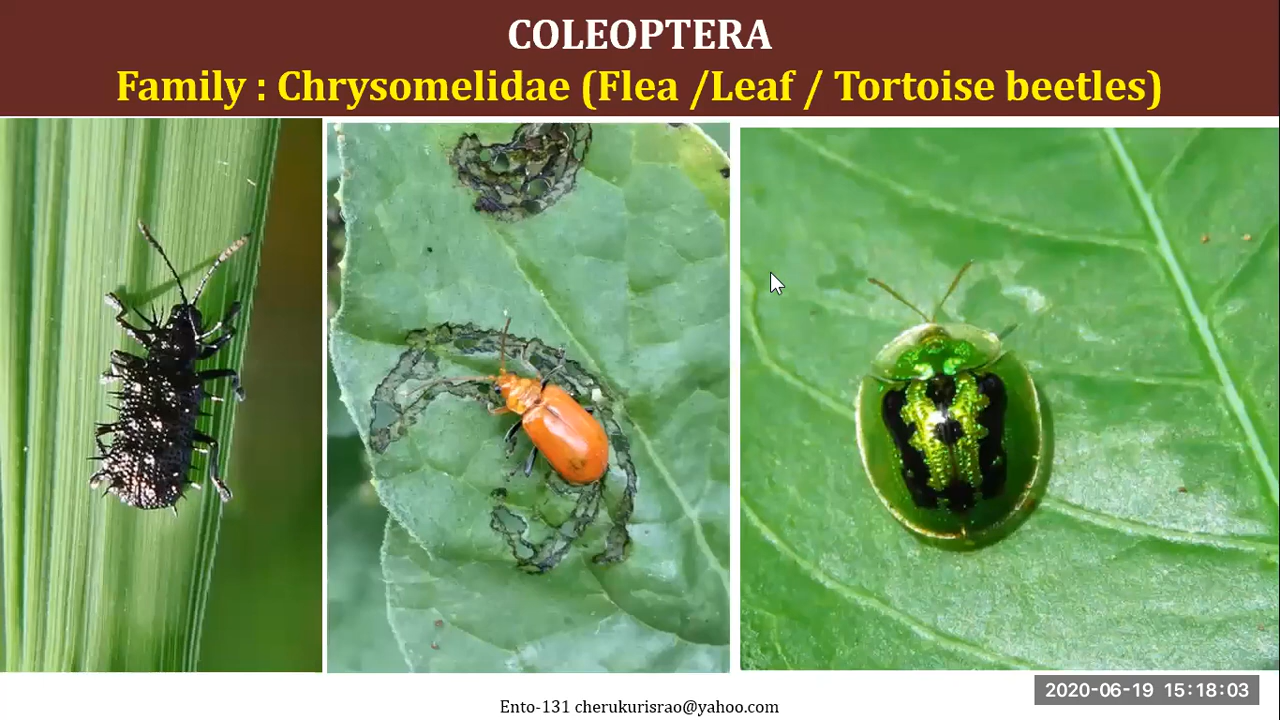 COLEOPTERA
Family : Chrysomelidae (Flea /Leaf / Tortoise beetles)
2020-06-19 15:18:03
Ento-131 cherukurisrao@yahoo.com